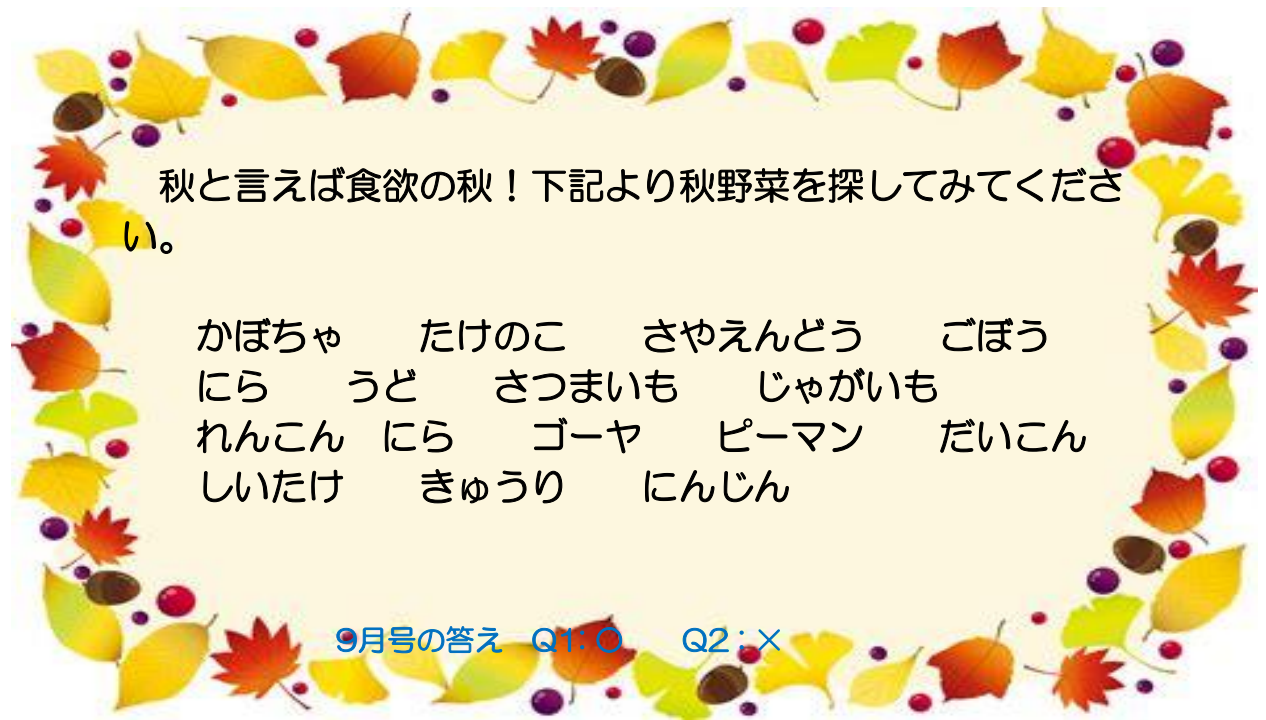 秋と言えば食欲の秋！下記より秋野菜を探してみてくださ
い。
かぼちゃ　　たけのこ　　さやえんどう　　ごぼう
にら　　うど　　さつまいも　　じゃがいも
れんこん　にら　　ゴーヤ　　ピーマン　　だいこん
しいたけ　　きゅうり　　にんじん
9月号の答え　Q1:〇　　Q2：×